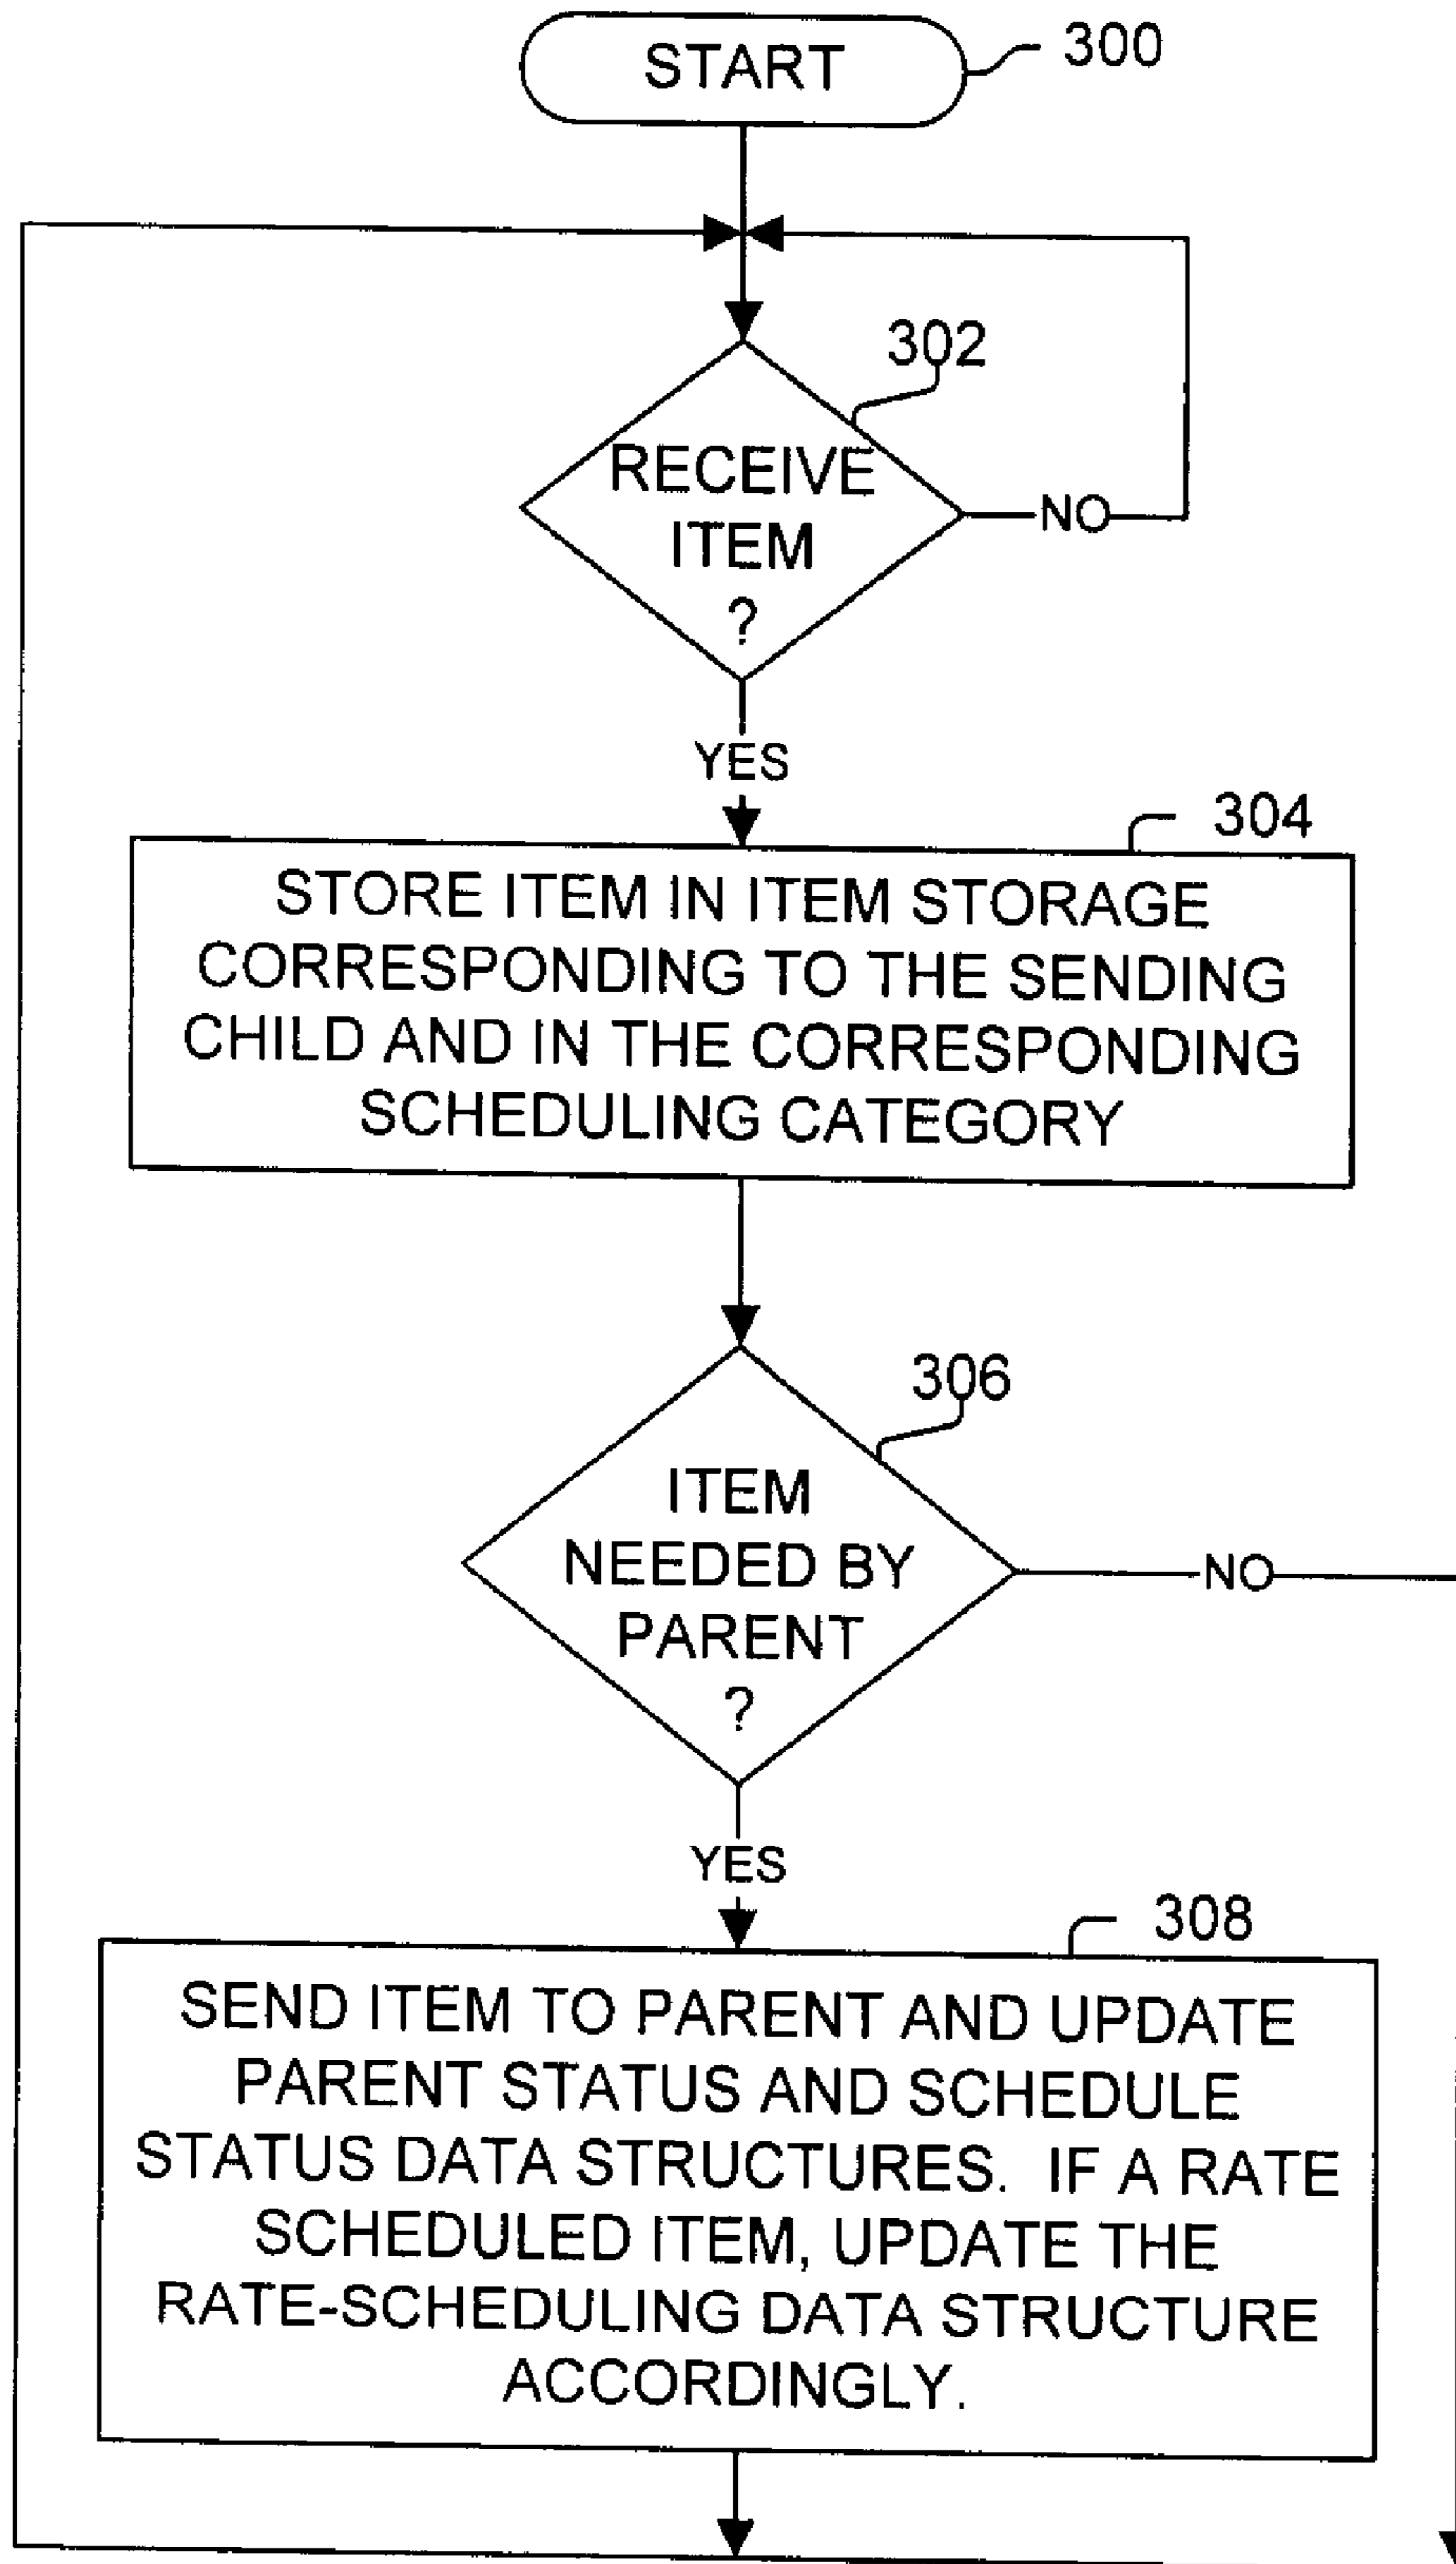 START
300
302
RECEIVE
ITEM
?
NO
YES
304
STORE ITEM IN ITEM STORAGE
CORRESPONDING TO THE SENDING
CHILD AND IN THE CORRESPONDING
SCHEDULING CATEGORY
306
ITEM
NEEDED BY
PARENT
?
NO
YES
308
SEND ITEM TO PARENT AND UPDATE
PARENT STATUS AND SCHEDULE
STATUS DATA STRUCTURES. IF A RATE
SCHEDULED ITEM, UPDATE THE
RATE-SCHEDULING DATA STRUCTURE
ACCORDINGLY.